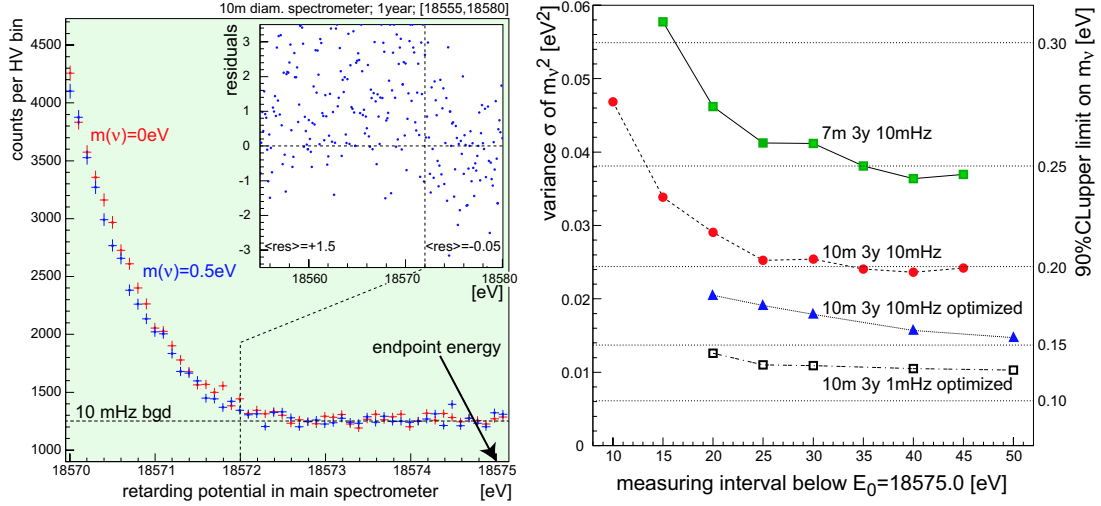 10m diam. spectrometer; 1year; [18555,18580]
counts per HV bin
4500
4000
3500
3000
2500
2000
1500
1000
m(ν)=0eV
m(ν)=0.5eV
residuals
3
2
1
0
-1
-2
-3
<res>=+1.5
<res>=-0.05
18560
18570
18580
[eV]
endpoint energy
10 mHz bgd
18570
18571
18572
18573
18574
18575
retarding potential in main spectrometer
[eV]
variance σ of mν² [eV²]
0.06
0.05
0.04
0.03
0.02
0.01
0
7m 3y 10mHz
10m 3y 10mHz
10m 3y 10mHz optimized
10m 3y 1mHz optimized
0.30
0.25
0.20
0.15
0.10
90%CLupper limit on mν [eV]
10
15
20
25
30
35
40
45
50
measuring interval below E0=18575.0 [eV]